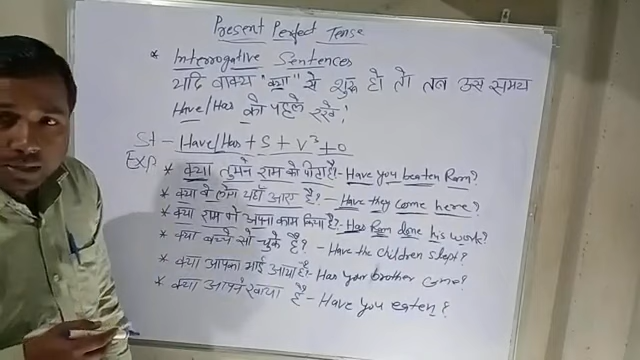 Present Perfect Tense
* Interrogative Sentences
यदि वाक्य "क्या" से शुरू हो तो तब उस समय
Have/Has को पहले रखें!
St - Have/Has + S + V³ + O
Exp * क्या तुमने राम को पीटा है! - Have you beaten Ram?
* क्या वे लोग यहाँ आए है? - Have they come here?
* क्या राम ने अपना काम किया है? - Has Ram done his work?
* क्या बच्चे सो चुके है? - Have the children slept?
* क्या आपका भाई आया है? - Has your brother come?
* क्या आपने खाया है - Have you eaten?